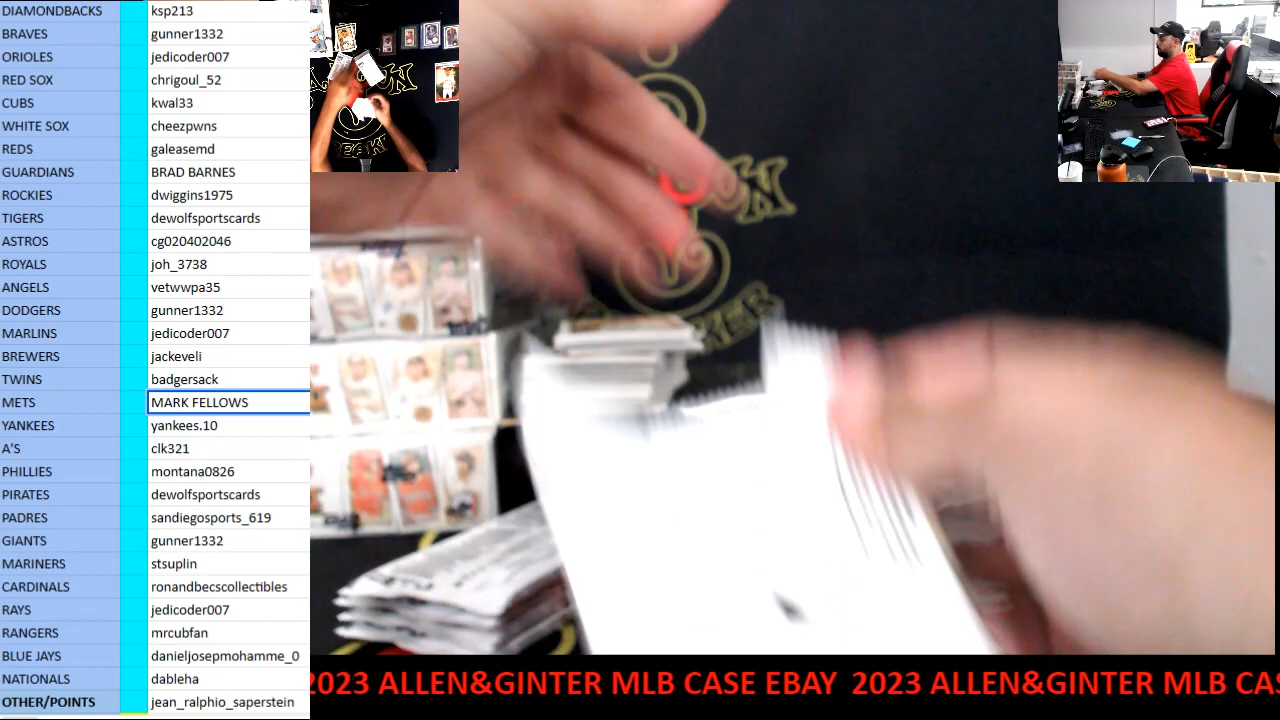 DIAMONDBACKS ksp213
BRAVES gunner1332
ORIOLES jedicoder007
RED SOX chrigoul_52
CUBS kwal33
WHITE SOX cheezpwns
REDS galeasemd
GUARDIANS BRAD BARNES
ROCKIES dwiggins1975
TIGERS dewolfsportscards
ASTROS cg020402046
ROYALS joh_3738
ANGELS vetwwpa35
DODGERS gunner1332
MARLINS jedicoder007
BREWERS jackeveli
TWINS badgersack
METS MARK FELLOWS
YANKEES yankees.10
A'S clk321
PHILLIES montana0826
PIRATES dewolfsportscards
PADRES sandiegosports_619
GIANTS gunner1332
MARINERS stsuplin
CARDINALS ronandbecscollectibles
RAYS jedicoder007
RANGERS mrcubfan
BLUE JAYS danieljosepmohamme_0
NATIONALS dableha
OTHER/POINTS jean_ralphio_saperstein
2023 ALLEN&GINTER MLB CASE EBAY 2023 ALLEN&GINTER MLB CAS